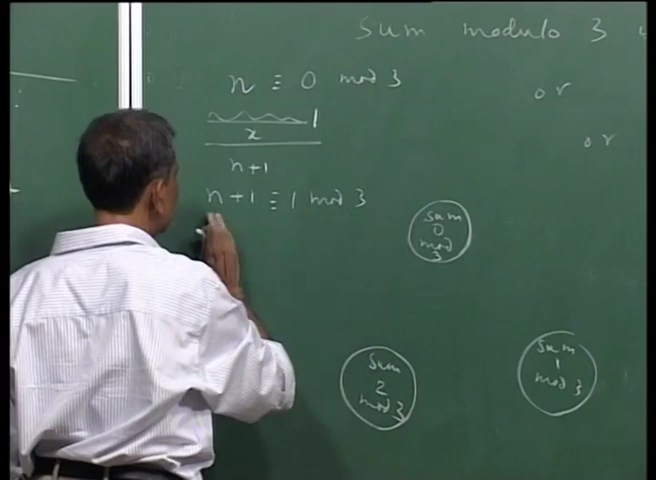 Sum modulo 3
n ≡ 0 mod 3
1
x
n+1
n+1 ≡ 1 mod 3
or
or
Sum
0
mod
3
Sum
2
mod 3
Sum
1
mod 3